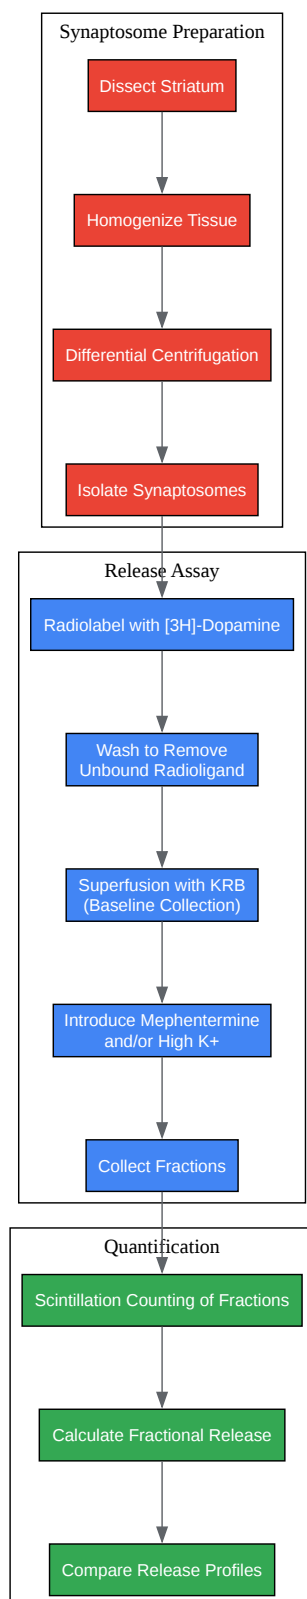 Synaptosome Preparation
Dissect Striatum
Homogenize Tissue
Differential Centrifugation
Isolate Synaptosomes
Release Assay
Radiolabel with [3H]-Dopamine
Wash to Remove
Unbound Radioligand
Superfusion with KRB
(Baseline Collection)
Introduce Mephentermine
and/or High K+
Collect Fractions
Quantification
Scintillation Counting of Fractions
Calculate Fractional Release
Compare Release Profiles